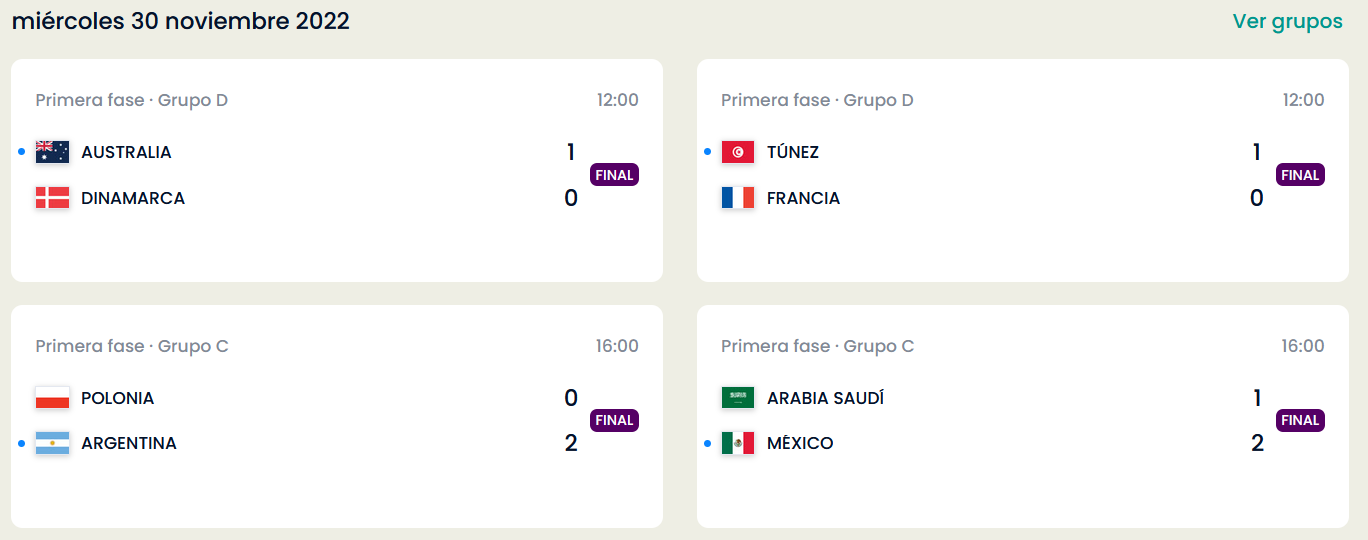 miércoles 30 noviembre 2022
Ver grupos
Primera fase · Grupo D
12:00
AUSTRALIA
1
FINAL
DINAMARCA
0
Primera fase · Grupo D
12:00
TÚNEZ
1
FINAL
FRANCIA
0
Primera fase · Grupo C
16:00
POLONIA
0
FINAL
ARGENTINA
2
Primera fase · Grupo C
16:00
ARABIA SAUDÍ
1
FINAL
MÉXICO
2